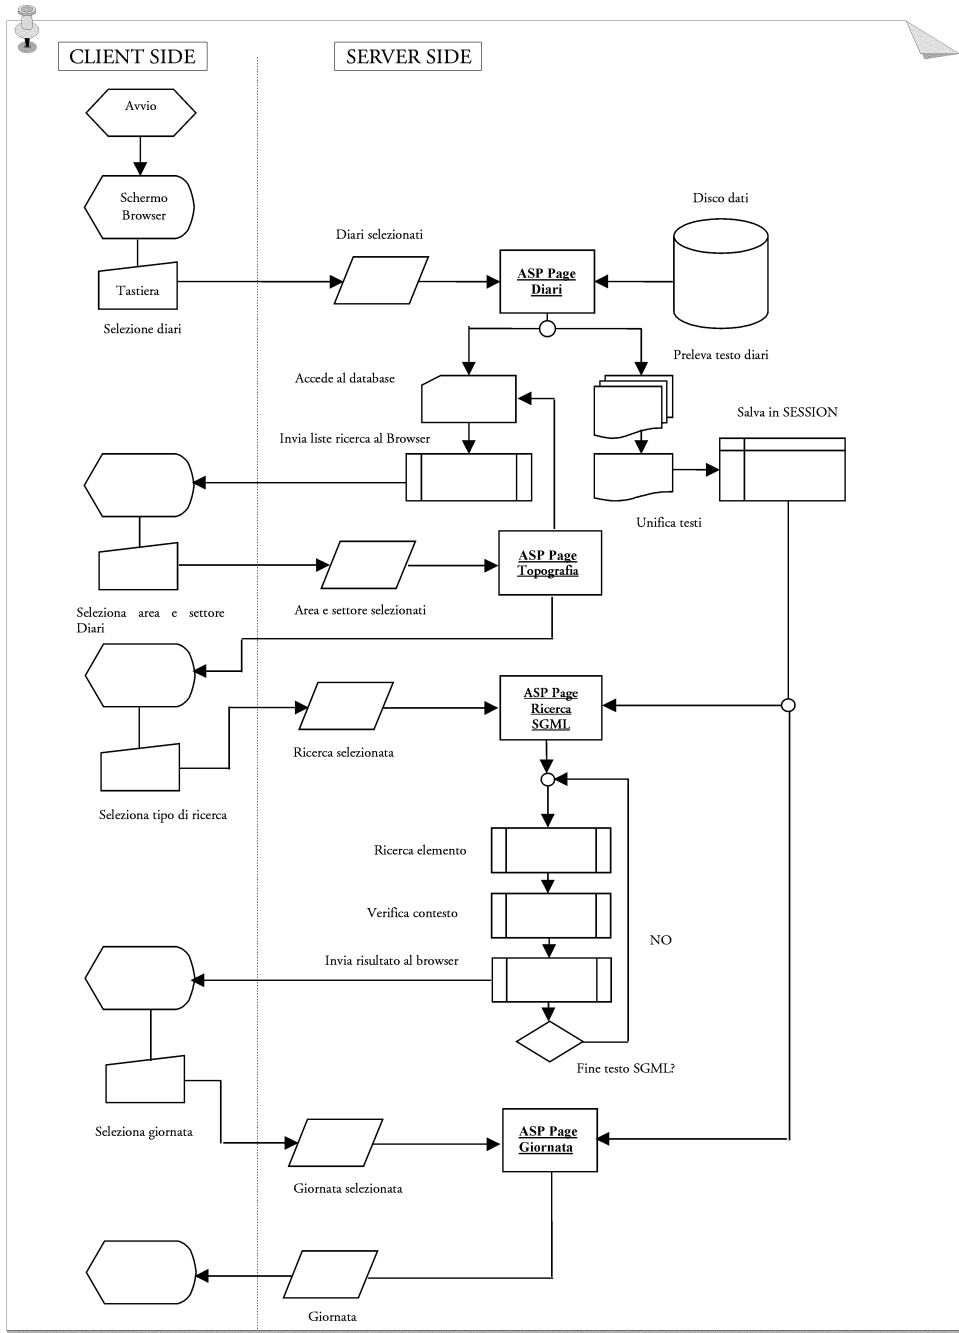 CLIENT SIDE
SERVER SIDE
Avvio
Schermo
Browser
Disco dati
Diari selezionati
ASP Page
Diari
Tastiera
Selezione diari
Preleva testo diari
Accede al database
Salva in SESSION
Invia liste ricerca al Browser
Unifica testi
ASP Page
Topografia
Seleziona area e settore
Diari
Area e settore selezionati
ASP Page
Ricerca
SGML
Ricerca selezionata
Seleziona tipo di ricerca
Ricerca elemento
Verifica contesto
NO
Invia risultato al browser
Fine testo SGML?
Seleziona giornata
ASP Page
Giornata
Giornata selezionata
Giornata